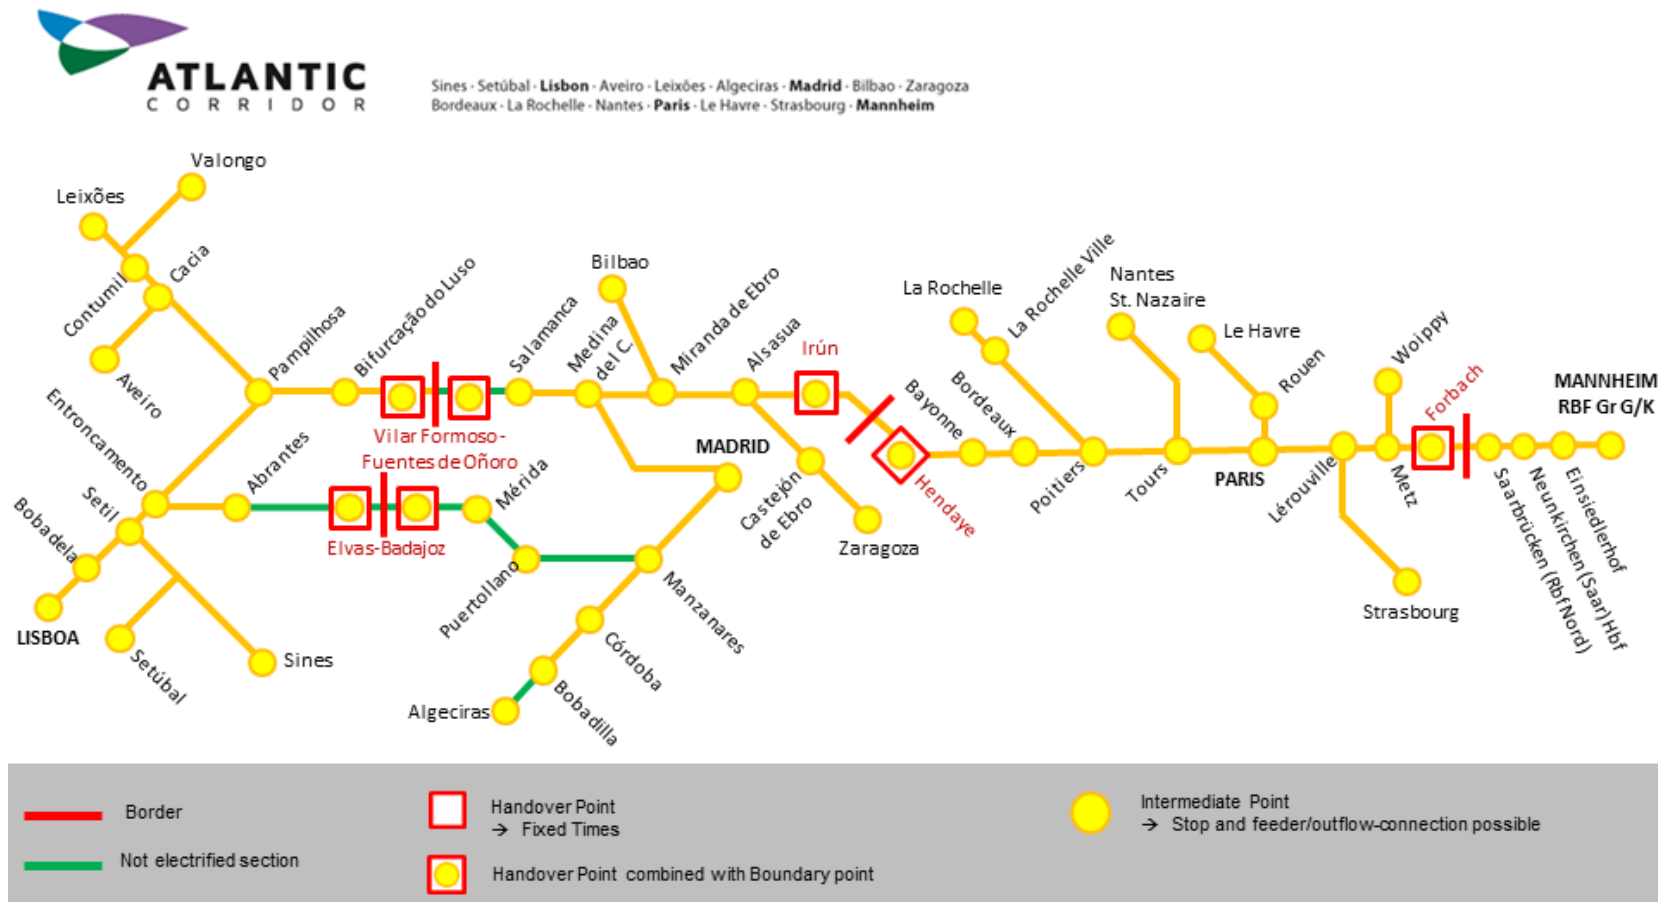 ATLANTIC
CORRIDOR
Sines · Setúbal · Lisbon · Aveiro · Leixões · Algeciras · Madrid · Bilbao · Zaragoza
Bordeaux · La Rochelle · Nantes · Paris · Le Havre · Strasbourg · Mannheim
Valongo
Leixões
Contumil
Cacia
Aveiro
Pampilhosa
Bifurcação do Luso
Vilar Formoso -
Fuentes de Oñoro
Salamanca
Medina
del C.
Bilbao
Miranda de Ebro
Alsasua
Irún
Hendaye
Bayonne
Bordeaux
La Rochelle
La Rochelle Ville
Poitiers
Nantes
St. Nazaire
Tours
Le Havre
Rouen
PARIS
Lérouville
Woippy
Metz
Forbach
Saarbrücken (Rbf Nord)
Neunkirchen (Saar) Hbf
Einsiedlerhof
MANNHEIM
RBF Gr G/K
Strasbourg
Castejón
de Ebro
Zaragoza
MADRID
Entroncamento
Abrantes
Elvas-Badajoz
Mérida
Puertollano
Manzanares
Córdoba
Bobadilla
Algeciras
Setil
Bobadela
LISBOA
Setúbal
Sines
Border
Not electrified section
Handover Point
→ Fixed Times
Handover Point combined with Boundary point
Intermediate Point
→ Stop and feeder/outflow-connection possible